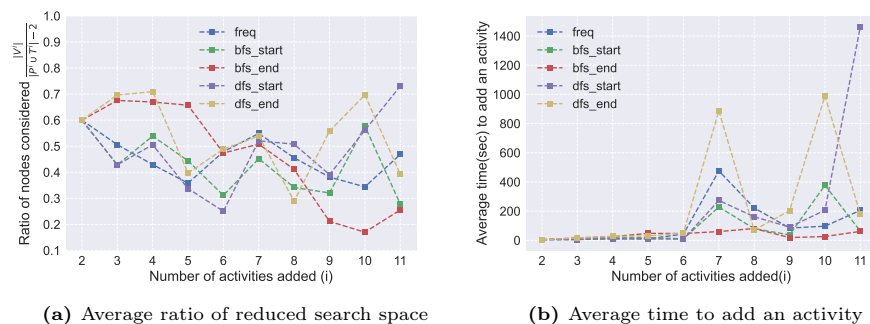 1.0
0.9
0.8
0.7
0.6
0.5
0.4
0.3
0.2
0.1
Ratio of nodes considered |V^i| / |P^i ∪ T^i| − 2
freq
bfs_start
bfs_end
dfs_start
dfs_end
2 3 4 5 6 7 8 9 10 11
Number of activities added (i)
(a) Average ratio of reduced search space
1400
1200
1000
800
600
400
200
0
Average time(sec) to add an activity
freq
bfs_start
bfs_end
dfs_start
dfs_end
2 3 4 5 6 7 8 9 10 11
Number of activities added(i)
(b) Average time to add an activity